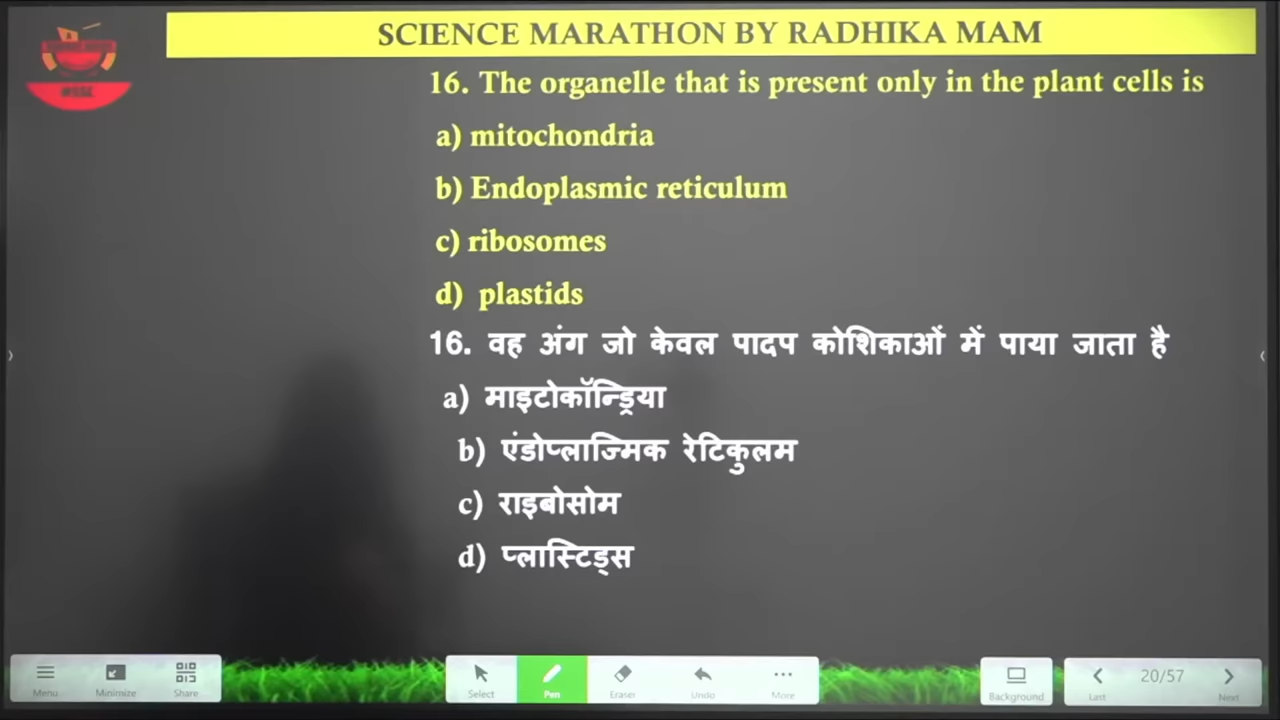 SCIENCE MARATHON BY RADHIKA MAM
16. The organelle that is present only in the plant cells is
a) mitochondria
b) Endoplasmic reticulum
c) ribosomes
d) plastids
16. वह अंग जो केवल पादप कोशिकाओं में पाया जाता है
a) माइटोकॉन्ड्रिया
b) एंडोप्लाज्मिक रेटिकुलम
c) राइबोसोम
d) प्लास्टिड्स
Menu Minimize Share Select Pen Eraser Undo More Background Last 20/57 Next